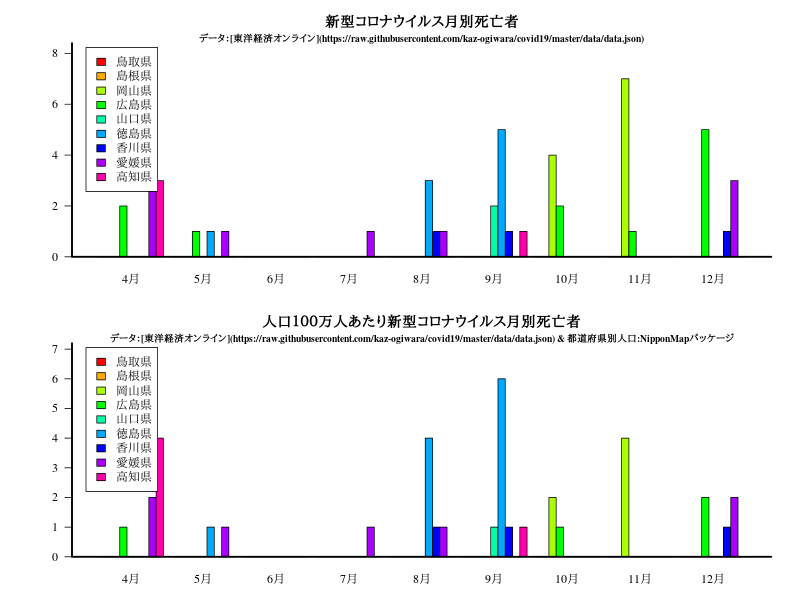 新型コロナウイルス月別死亡者
データ:[東洋経済オンライン](https://raw.githubusercontent.com/kaz-ogiwara/covid19/master/data/data.json)
8
6
4
2
0
鳥取県
島根県
岡山県
広島県
山口県
徳島県
香川県
愛媛県
高知県
4月 5月 6月 7月 8月 9月 10月 11月 12月
人口100万人あたり新型コロナウイルス月別死亡者
データ:[東洋経済オンライン](https://raw.githubusercontent.com/kaz-ogiwara/covid19/master/data/data.json) & 都道府県別人口:NipponMapパッケージ
7
6
5
4
3
2
1
0
鳥取県
島根県
岡山県
広島県
山口県
徳島県
香川県
愛媛県
高知県
4月 5月 6月 7月 8月 9月 10月 11月 12月